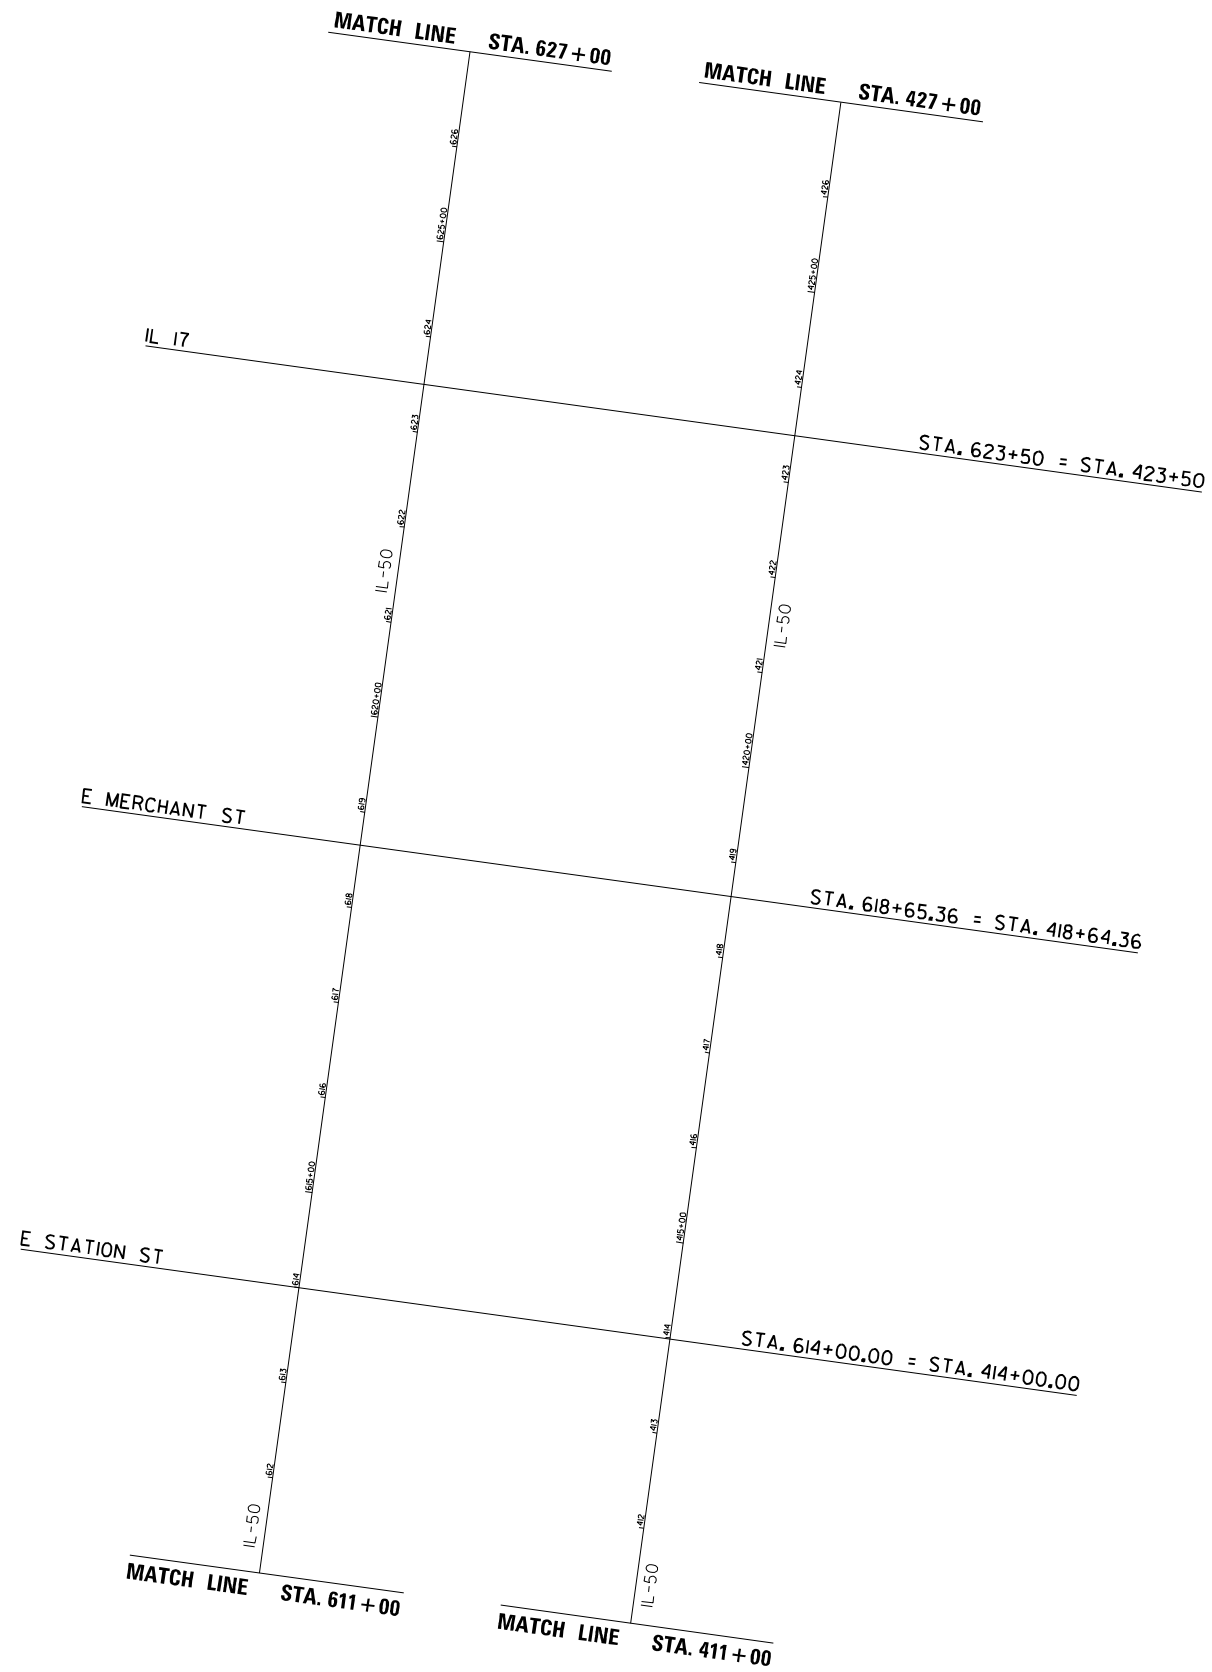 MATCH LINE STA. 627+00
MATCH LINE STA. 427+00
626
426
625+00
425+00
624
424
IL 17
623
STA. 623+50 = STA. 423+50
423
622
422
IL-50
IL-50
621
421
620+00
420+00
E MERCHANT ST
619
419
STA. 618+65.36 = STA. 418+64.36
618
418
617
417
616
416
615+00
415+00
E STATION ST
614
414
STA. 614+00.00 = STA. 414+00.00
613
413
612
412
IL-50
IL-50
MATCH LINE STA. 611+00
MATCH LINE STA. 411+00